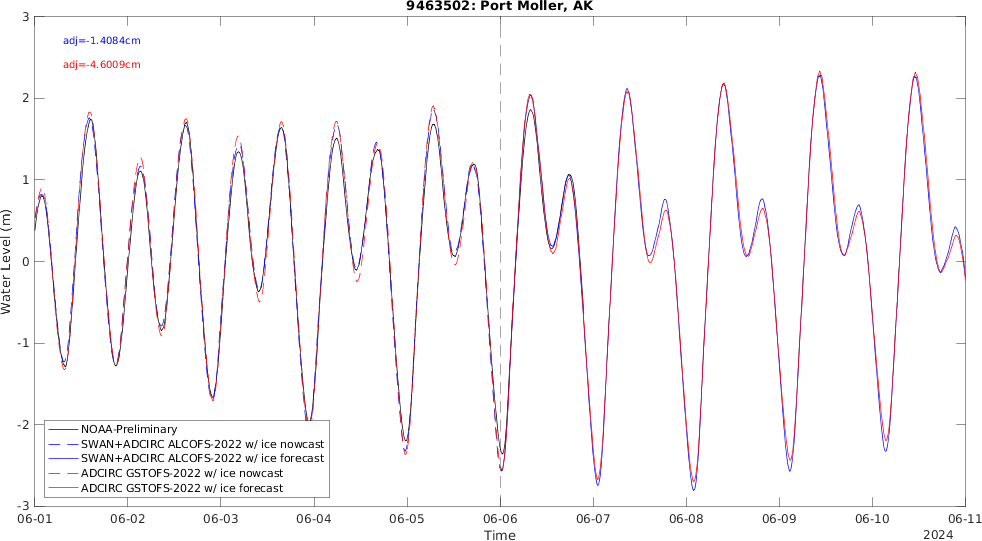 9463502: Port Moller, AK
adj=-1.4084cm
adj=-4.6009cm
Water Level (m)
3
2
1
0
-1
-2
-3
NOAA-Preliminary
SWAN+ADCIRC ALCOFS-2022 w/ ice nowcast
SWAN+ADCIRC ALCOFS-2022 w/ ice forecast
ADCIRC GSTOFS-2022 w/ ice nowcast
ADCIRC GSTOFS-2022 w/ ice forecast
06-01 06-02 06-03 06-04 06-05 06-06 06-07 06-08 06-09 06-10 06-11
Time
2024